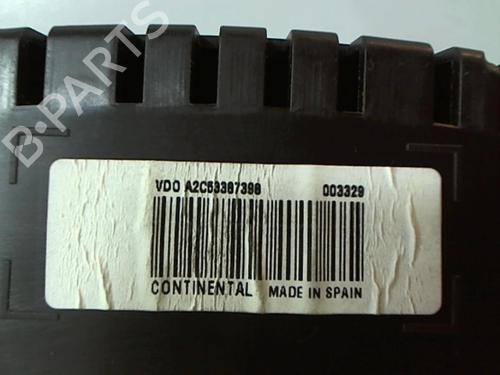 B·PARTS
VDO A2C53387398 003329
CONTINENTAL MADE IN SPAIN